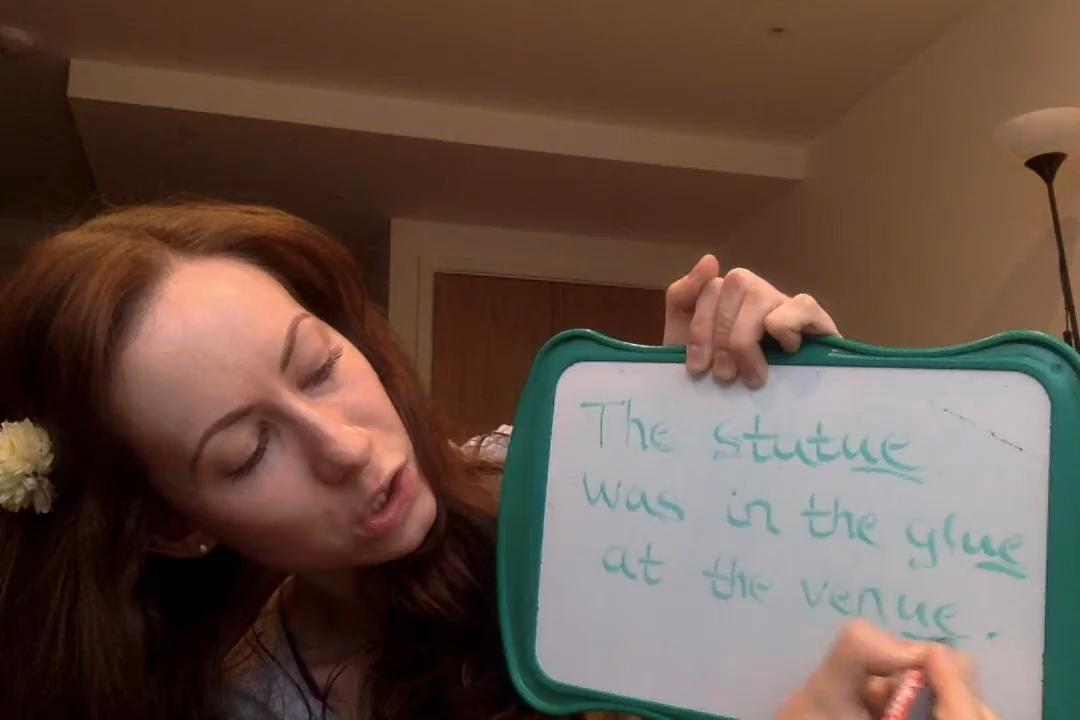 The stutue
was in the glue
at the venue.